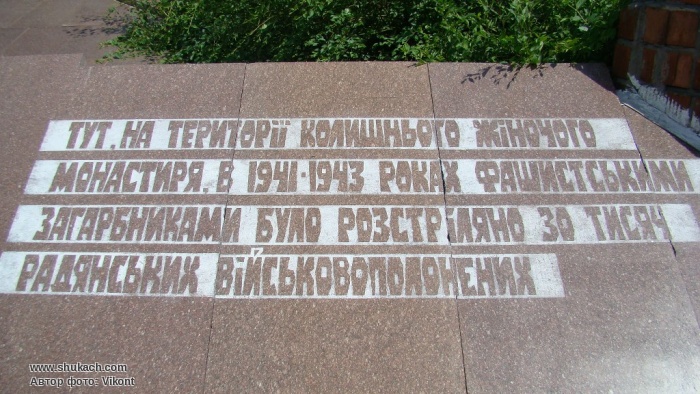 ТУТ, НА ТЕРИТОРІЇ КОЛИШНЬОГО ЖІНОЧОГО
МОНАСТИРЯ, В 1941-1943 РОКАХ ФАШИСТСЬКИМИ
ЗАГАРБНИКАМИ БУЛО РОЗСТРІЛЯНО 30 ТИСЯЧ
РАДЯНСЬКИХ ВІЙСЬКОВОПОЛОНЕНИХ
www.shukach.com
Автор фото: Vikont